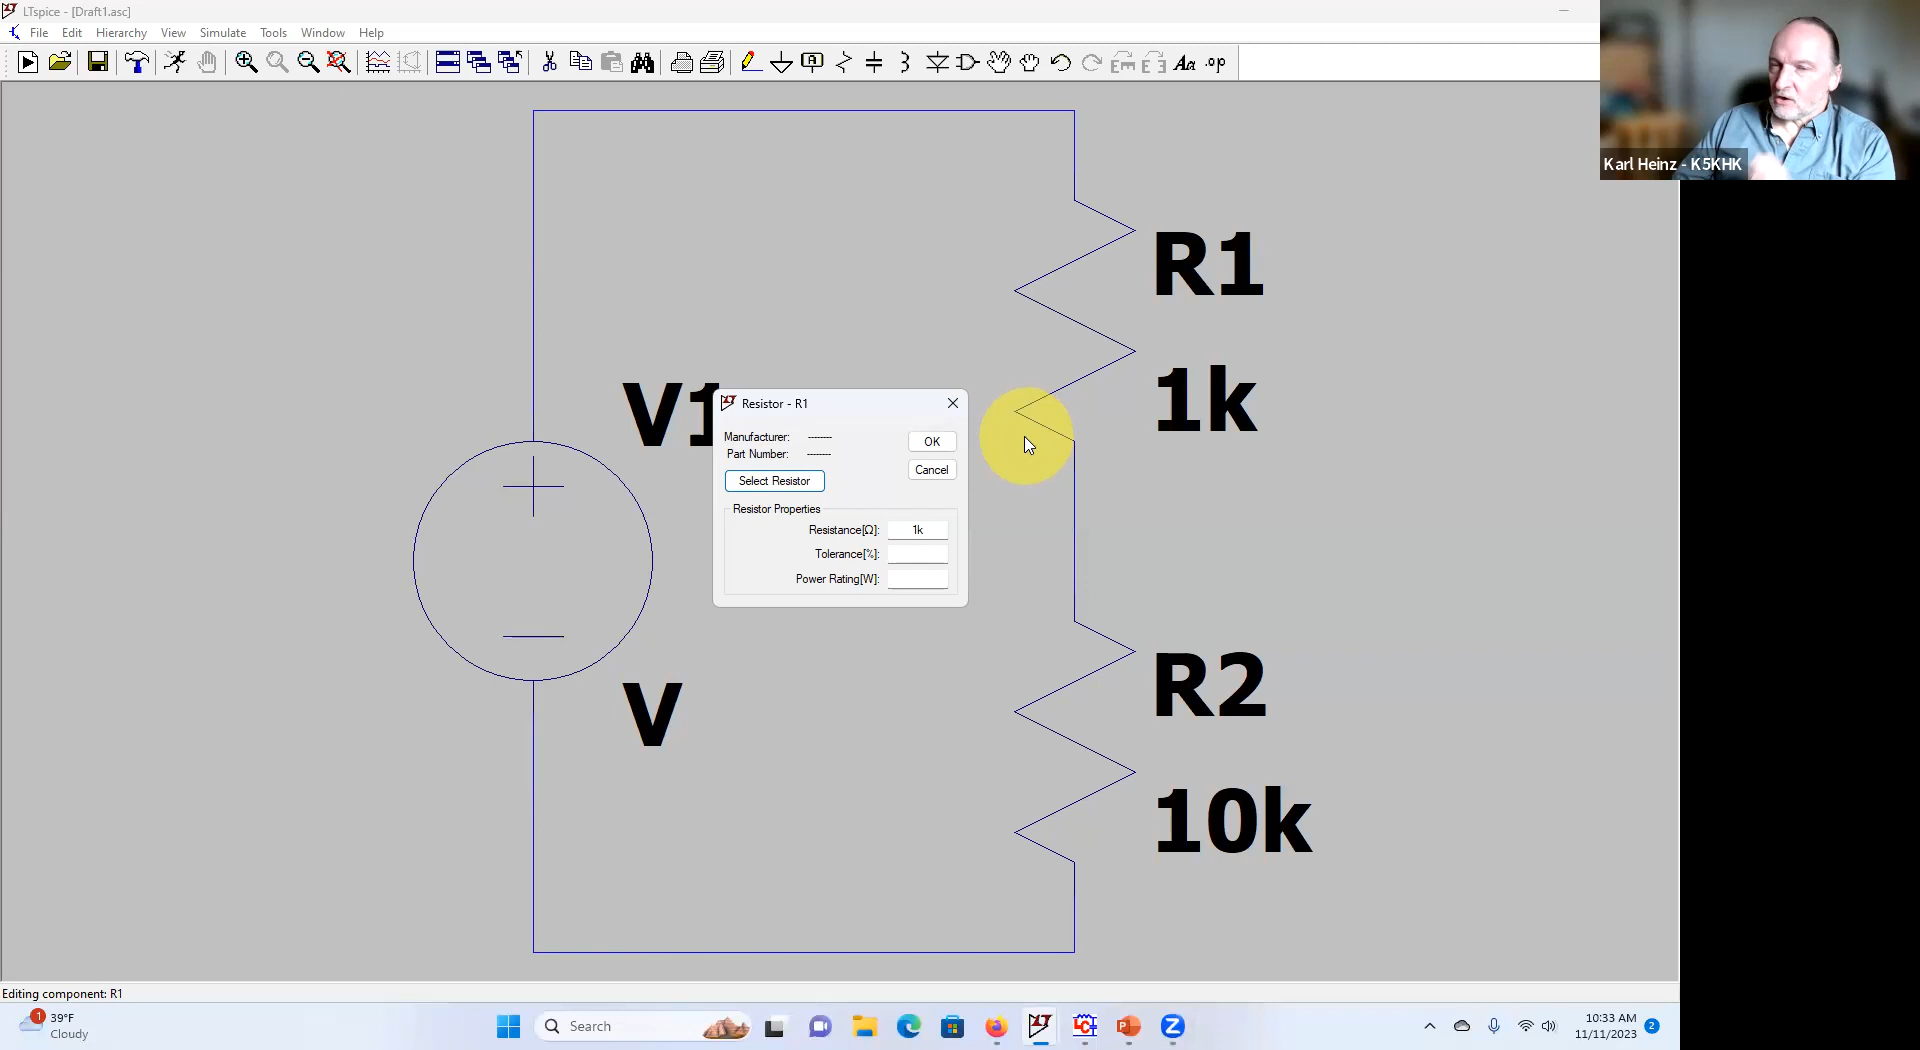 LTspice - [Draft1.asc]
File Edit Hierarchy View Simulate Tools Window Help
Karl Heinz - K5KHK
R1
1k
V1
Resistor - R1
Manufacturer: --------
OK
Part Number: --------
Cancel
Select Resistor
Resistor Properties
Resistance[Ω]: 1k
Tolerance[%]:
Power Rating[W]:
V
R2
10k
Editing component: R1
1
39°F
Cloudy
Search
10:33 AM
11/11/2023
2